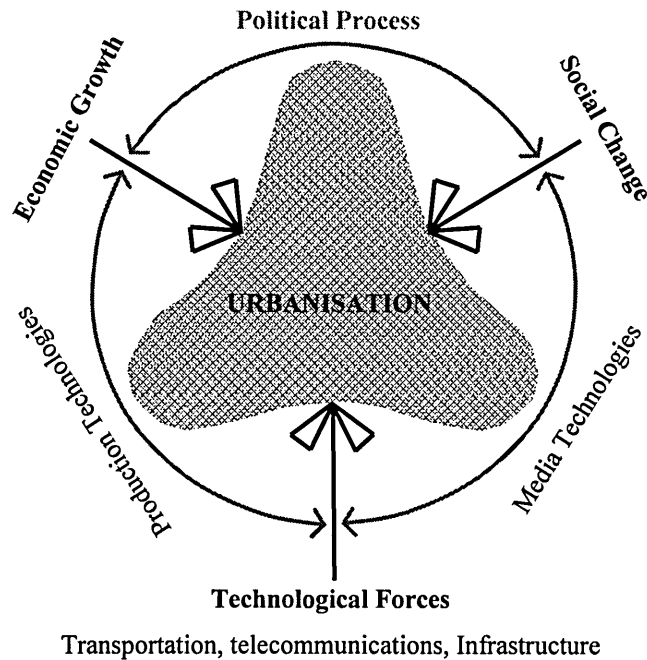 Political Process
Economic Growth
Social Change
URBANISATION
Production Technologies
Media Technologies
Technological Forces
Transportation, telecommunications, Infrastructure